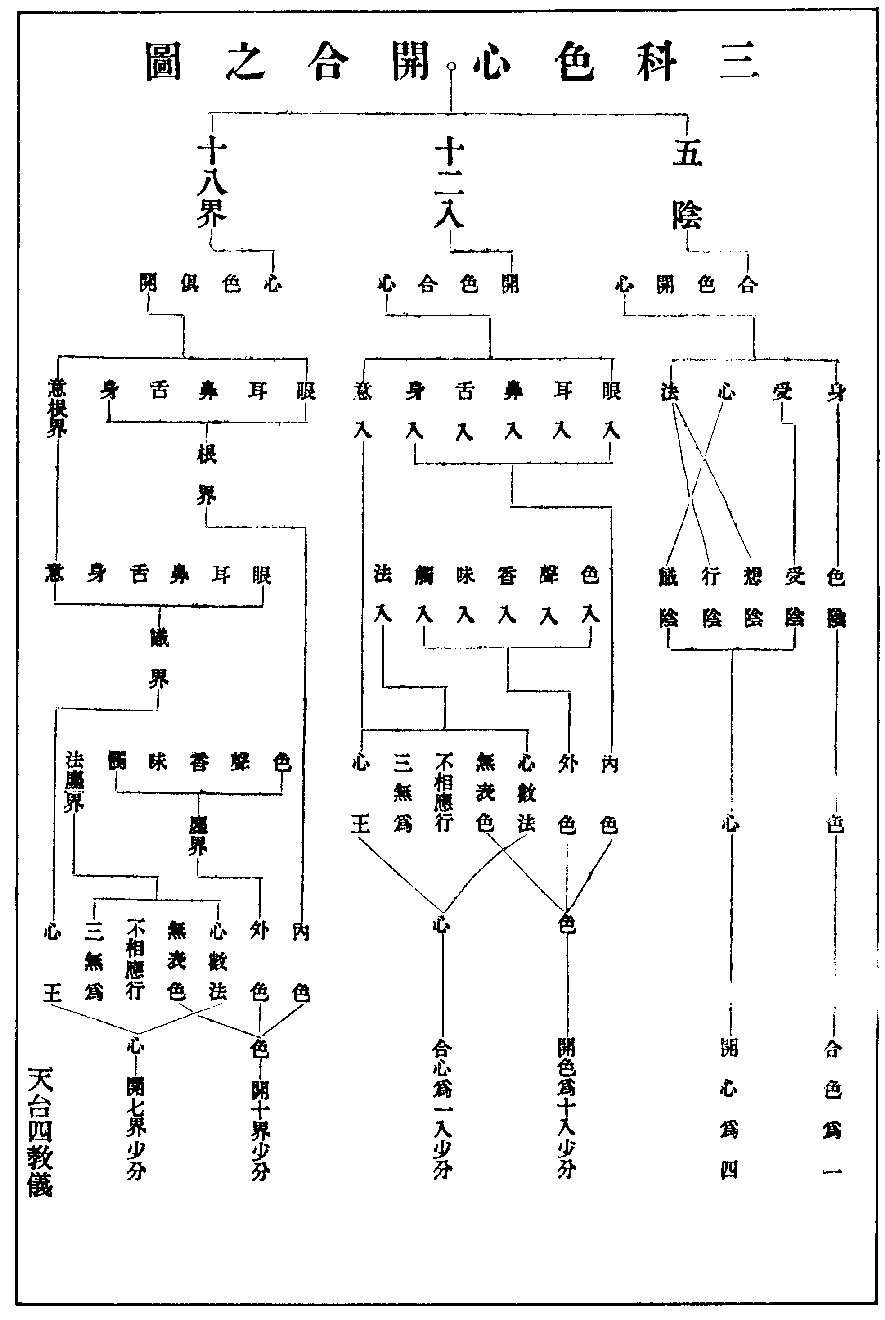 三科色心開合之圖
五陰
十二入
十八界
合色開心
開色合心
心色俱開
身受心法
眼耳鼻舌身意
入入入入入入
眼耳鼻舌身
意根界
根界
色受想行識
陰陰陰陰陰
色聲香味觸法
入入入入入入
眼耳鼻舌身意
識界
色聲香味觸
法塵界
塵界
色
心
內色
外色
心數法
無表色
不相應行
三無為
心王
色
心
內色
外色
心數法
無表色
不相應行
三無為
心王
色
心
合色為一
開心為四
開色為十入少分
合心為一入少分
開十界少分
開七界少分
天台四教儀